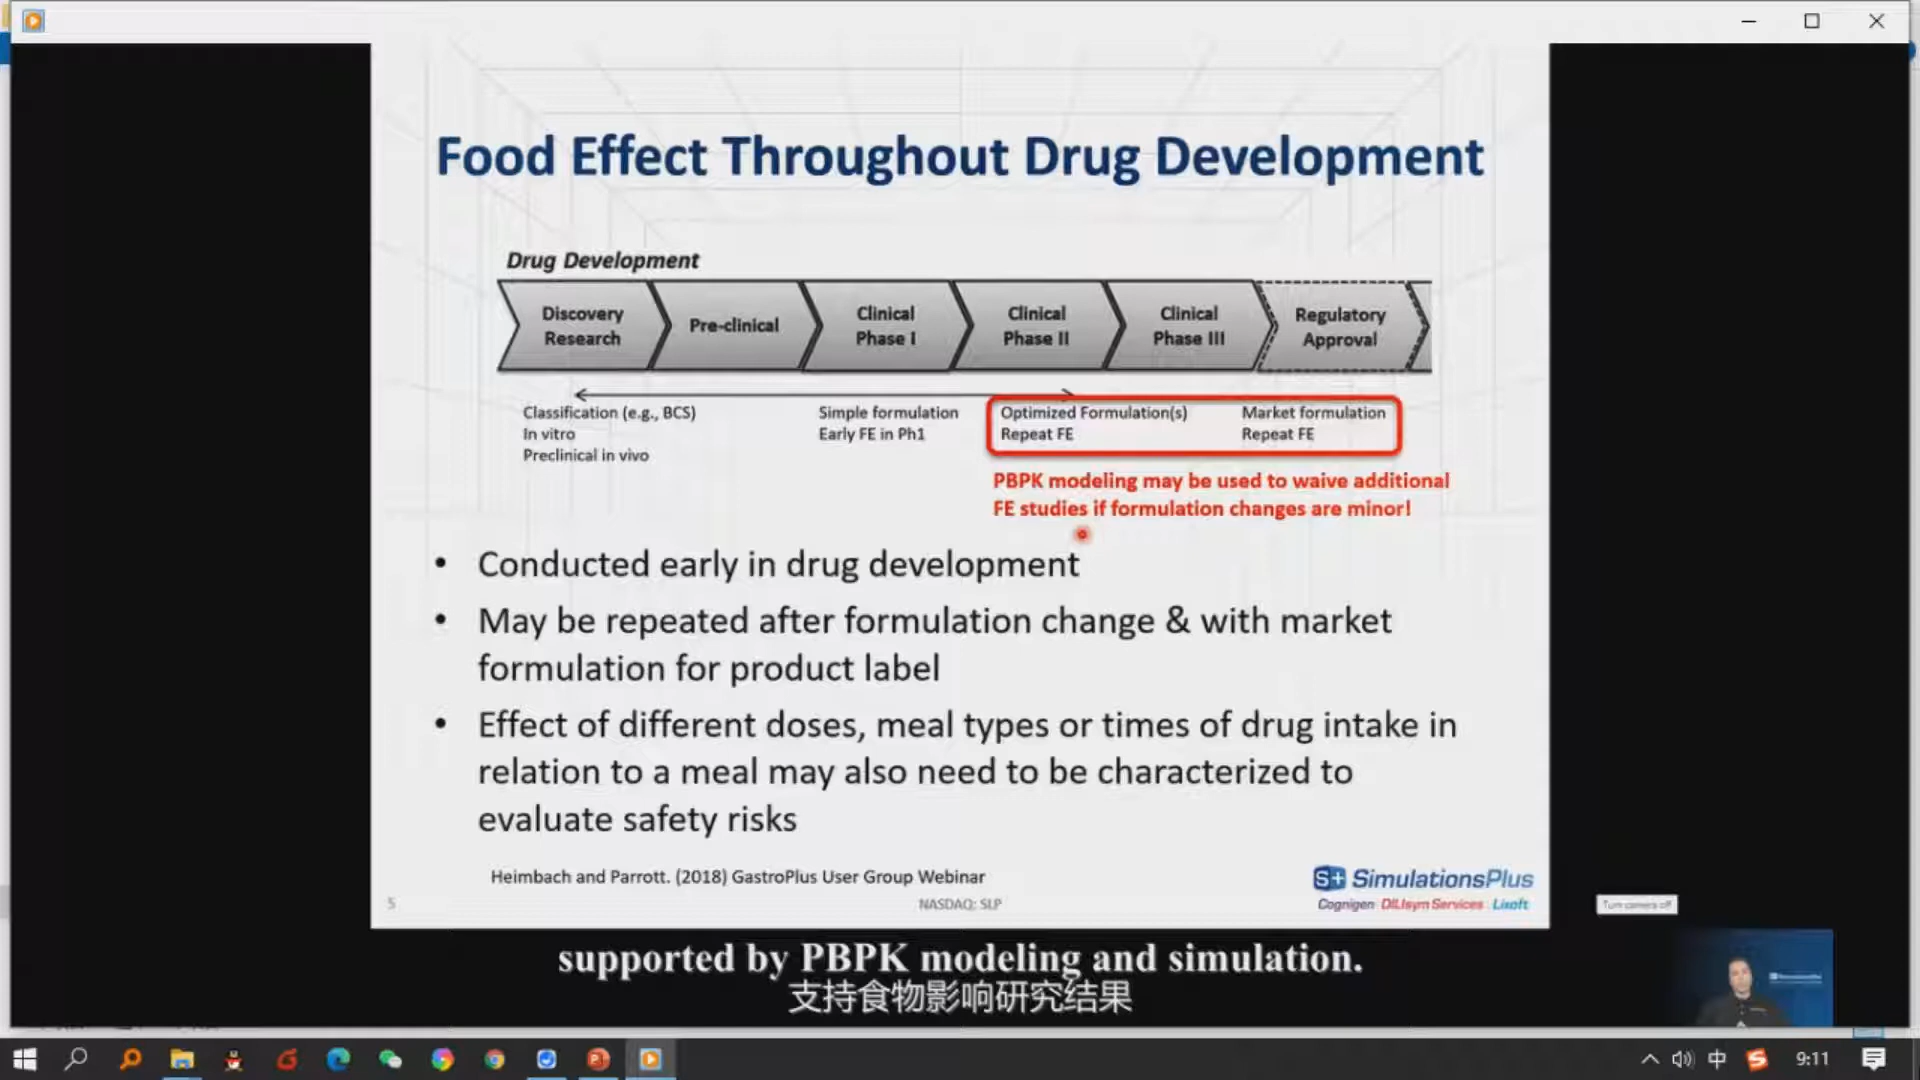 Food Effect Throughout Drug Development
Drug Development
Discovery
Research
Pre-clinical
Clinical
Phase I
Clinical
Phase II
Clinical
Phase III
Regulatory
Approval
Classification (e.g., BCS)
In vitro
Preclinical in vivo
Simple formulation
Early FE in Ph1
Optimized Formulation(s)
Repeat FE
Market formulation
Repeat FE
PBPK modeling may be used to waive additional
FE studies if formulation changes are minor!
• Conducted early in drug development
• May be repeated after formulation change & with market
formulation for product label
• Effect of different doses, meal types or times of drug intake in
relation to a meal may also need to be characterized to
evaluate safety risks
Heimbach and Parrott. (2018) GastroPlus User Group Webinar
S+ SimulationsPlus
Cognigen DILIsym Services Lixoft
5
NASDAQ: SLP
Turn camera off
supported by PBPK modeling and simulation.
支持食物影响研究结果
中
9:11